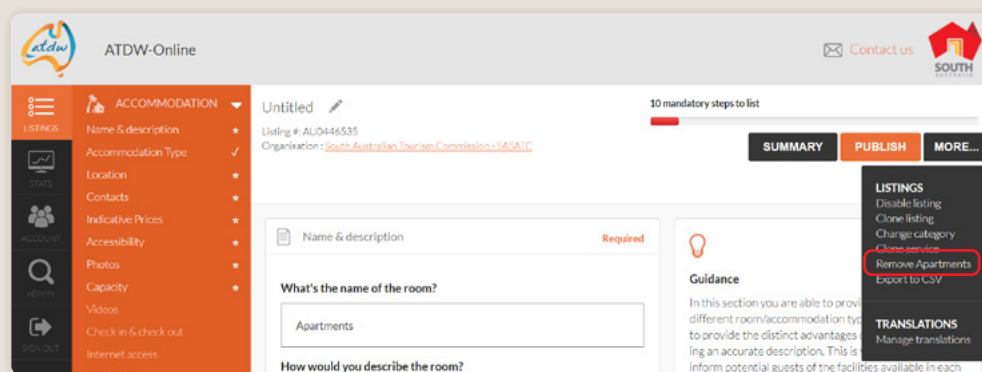 atdw
ATDW-Online
Contact us
SOUTH
AUSTRALIA
LISTINGS
STATS
ACCOUNT
ADMIN
SIGN OUT
ACCOMMODATION
Name & description
Accommodation Type
Location
Contacts
Indicative Prices
Accessibility
Photos
Capacity
Videos
Check in & check out
Internet access
Untitled
Listing #: AU0446535
Organisation : South Australian Tourism Commission - SASATC
10 mandatory steps to list
SUMMARY
PUBLISH
MORE...
LISTINGS
Disable listing
Clone listing
Change category
Clone service
Remove Apartments
Export to CSV
TRANSLATIONS
Manage translations
Name & description
Required
What's the name of the room?
Apartments
How would you describe the room?
Guidance
In this section you are able to provi
different room/accommodation typ
to provide the distinct advantages
ing an accurate description. This is
inform potential guests of the facilities available in each